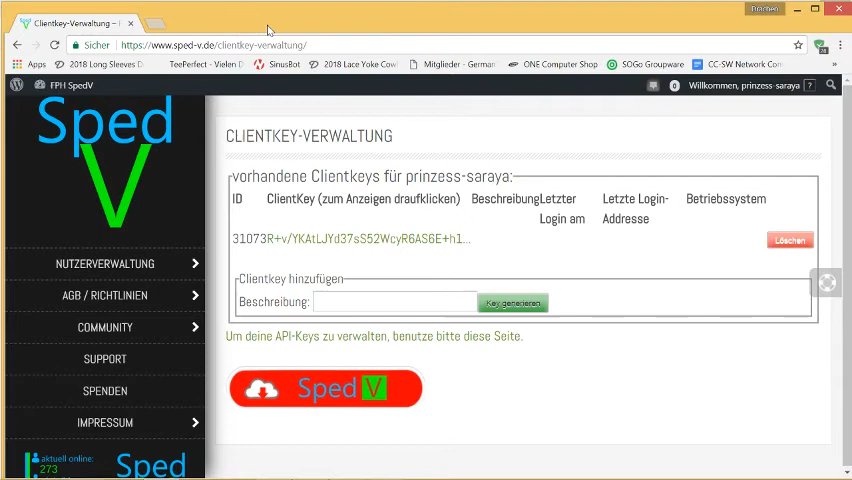 Drachen
Clientkey-Verwaltung – 
Sicher
https://www.sped-v.de/clientkey-verwaltung/
28
Apps
2018 Long Sleeves D
TeePerfect - Vielen D
SinusBot
2018 Lace Yoke Cowl
Mitglieder - German
ONE Computer Shop
SOGo Groupware
CC-SW Network Com
»
FPH SpedV
0
Willkommen, prinzess-saraya
?
Sped
V
CLIENTKEY-VERWALTUNG
vorhandene Clientkeys für prinzess-saraya:
ID
ClientKey (zum Anzeigen draufklicken)
Beschreibung
Letzter Login am
Letzte Login-Adresse
Betriebssystem
31073
R+v/YKAtLJYd37sS52WcyR6AS6E+h1...
Löschen
Clientkey hinzufügen
Beschreibung:
Key generieren
Um deine API-Keys zu verwalten, benutze bitte diese Seite.
Sped V
NUTZERVERWALTUNG
AGB / RICHTLINIEN
COMMUNITY
SUPPORT
SPENDEN
IMPRESSUM
aktuell online:
273
Sped